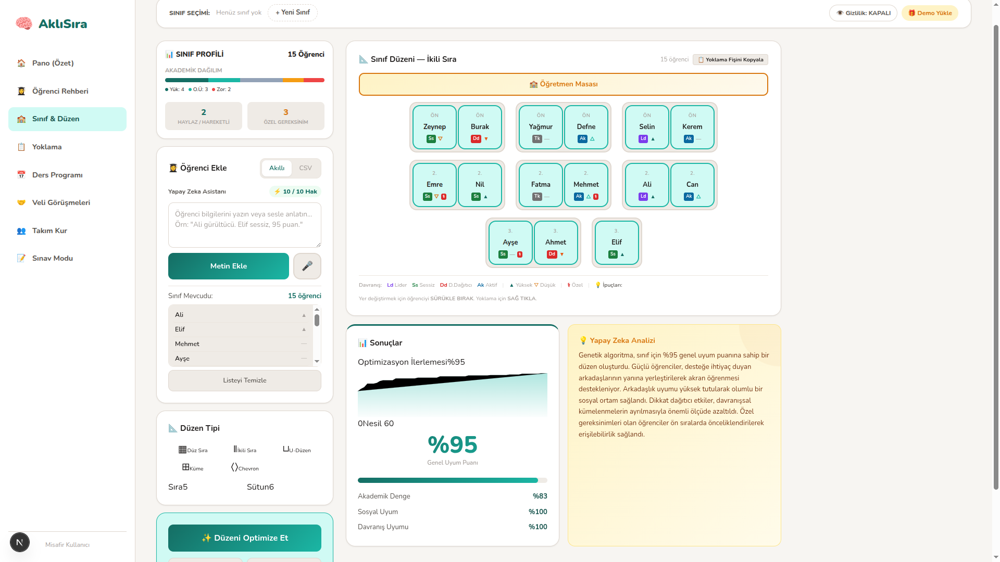 AklıSıra
Pano (Özet)
Öğrenci Rehberi
Sınıf & Düzen
Yoklama
Ders Programı
Veli Görüşmeleri
Takım Kur
Sınav Modu
N
Misafir Kullanıcı
SINIF SEÇİMİ: Henüz sınıf yok + Yeni Sınıf
Gizlilik: KAPALI Demo Yükle
SINIF PROFİLİ 15 Öğrenci
AKADEMİK DAĞILIM
Yük: 4 O.Ü: 3 Zor: 2
2
HAYLAZ / HAREKETLİ
3
ÖZEL GEREKSİNİM
Öğrenci Ekle Akıllı CSV
Yapay Zeka Asistanı ⚡ 10 / 10 Hak
Öğrenci bilgilerini yazın veya sesle anlatın...
Örn: "Ali gürültücü. Elif sessiz, 95 puan."
Metin Ekle
Sınıf Mevcudu: 15 öğrenci
Ali ▲
Elif ▲
Mehmet —
Ayşe —
Listeyi Temizle
Düzen Tipi
Düz Sıra İkili Sıra U-Düzen
Küme Chevron
Sıra5 Sütun6
✨ Düzeni Optimize Et
Sınıf Düzeni — İkili Sıra 15 öğrenci Yoklama Fişini Kopyala
Öğretmen Masası
ÖN ÖN ÖN ÖN ÖN ÖN
Zeynep Burak Yağmur Defne Selin Kerem
Ss ▽ Dd ▼ Tk — Ak △ Ld ▲ Ak —
2. 2. 2. 2. 2. 2.
Emre Nil Fatma Mehmet Ali Can
Ss ▽ ⚕ Ss ▲ Tk — Ak △ ⚕ Ld ▲ Ak △
3. 3. 3.
Ayşe Ahmet Elif
Ss — ⚕ Dd ▼ Ss ▲
Davranış: Ld Lider Ss Sessiz Dd D.Dağıtıcı Ak Aktif | ▲ Yüksek ▽ Düşük | ⚕ Özel | İpuçları:
Yer değiştirmek için öğrenciyi SÜRÜKLE BIRAK. Yoklama için SAĞ TIKLA.
Sonuçlar
Optimizasyon İlerlemesi%95
0Nesil 60
%95
Genel Uyum Puanı
Akademik Denge %83
Sosyal Uyum %100
Davranış Uyumu %100
Yapay Zeka Analizi
Genetik algoritma, sınıf için %95 genel uyum puanına sahip bir
düzen oluşturdu. Güçlü öğrenciler, desteğe ihtiyaç duyan
arkadaşlarının yanına yerleştirilerek akran öğrenmesi
destekleniyor. Arkadaşlık uyumu yüksek tutularak olumlu bir
sosyal ortam sağlandı. Dikkat dağıtıcı etkiler, davranışsal
kümelenmelerin ayrılmasıyla önemli ölçüde azaltıldı. Özel
gereksinimleri olan öğrenciler ön sıralarda önceliklendirilerek
erişilebilirlik sağlandı.